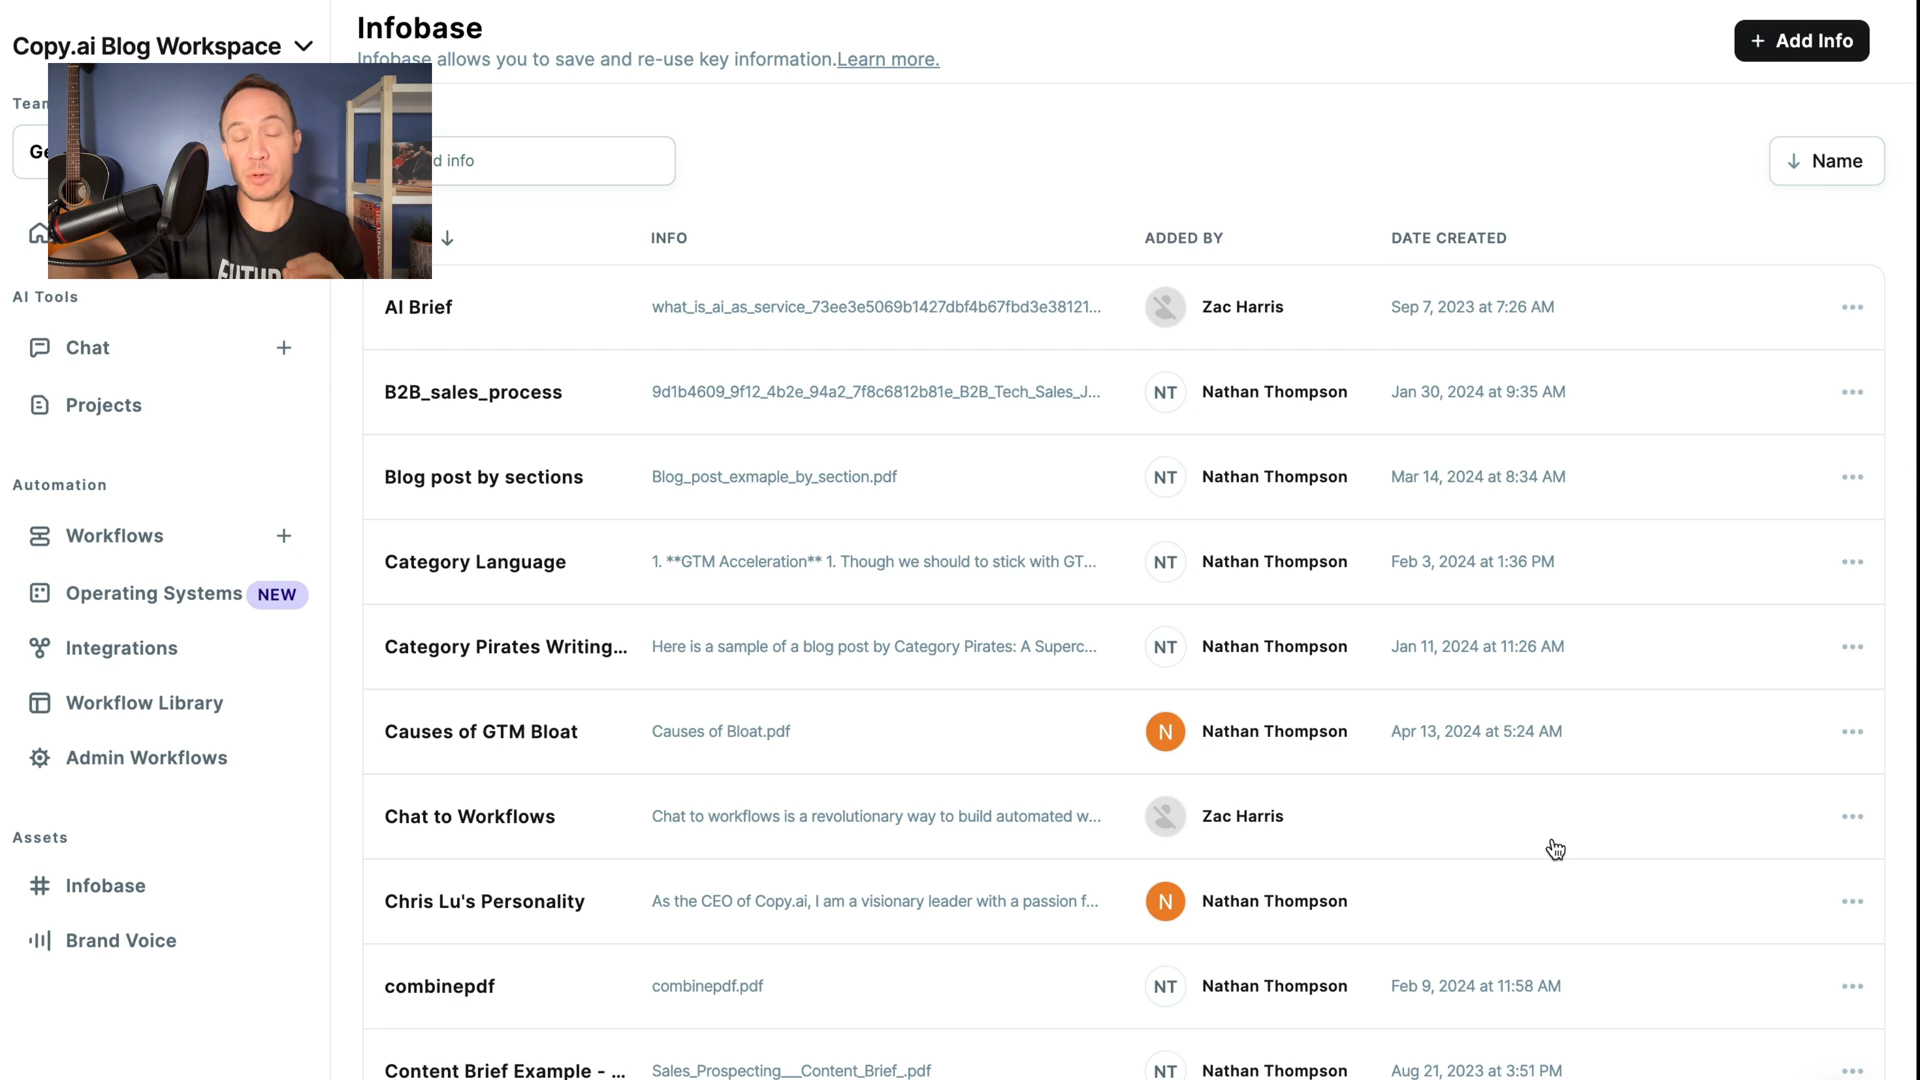 Copy.ai Blog Workspace
Infobase
Infobase allows you to save and re-use key information. Learn more.
+ Add Info
d info
Name
INFO
ADDED BY
DATE CREATED
AI Tools
Chat
Projects
Automation
Workflows
Operating Systems NEW
Integrations
Workflow Library
Admin Workflows
Assets
Infobase
Brand Voice
AI Brief what_is_ai_as_service_73ee3e5069b1427dbf4b67fbd3e38121... Zac Harris Sep 7, 2023 at 7:26 AM
B2B_sales_process 9d1b4609_9f12_4b2e_94a2_7f8c6812b81e_B2B_Tech_Sales_J... NT Nathan Thompson Jan 30, 2024 at 9:35 AM
Blog post by sections Blog_post_exmaple_by_section.pdf NT Nathan Thompson Mar 14, 2024 at 8:34 AM
Category Language 1. **GTM Acceleration** 1. Though we should to stick with GT... NT Nathan Thompson Feb 3, 2024 at 1:36 PM
Category Pirates Writing... Here is a sample of a blog post by Category Pirates: A Superc... NT Nathan Thompson Jan 11, 2024 at 11:26 AM
Causes of GTM Bloat Causes of Bloat.pdf N Nathan Thompson Apr 13, 2024 at 5:24 AM
Chat to Workflows Chat to workflows is a revolutionary way to build automated w... Zac Harris
Chris Lu's Personality As the CEO of Copy.ai, I am a visionary leader with a passion f... N Nathan Thompson
combinepdf combinepdf.pdf NT Nathan Thompson Feb 9, 2024 at 11:58 AM
Content Brief Example - ... Sales_Prospecting___Content_Brief_.pdf NT Nathan Thompson Aug 21, 2023 at 3:51 PM